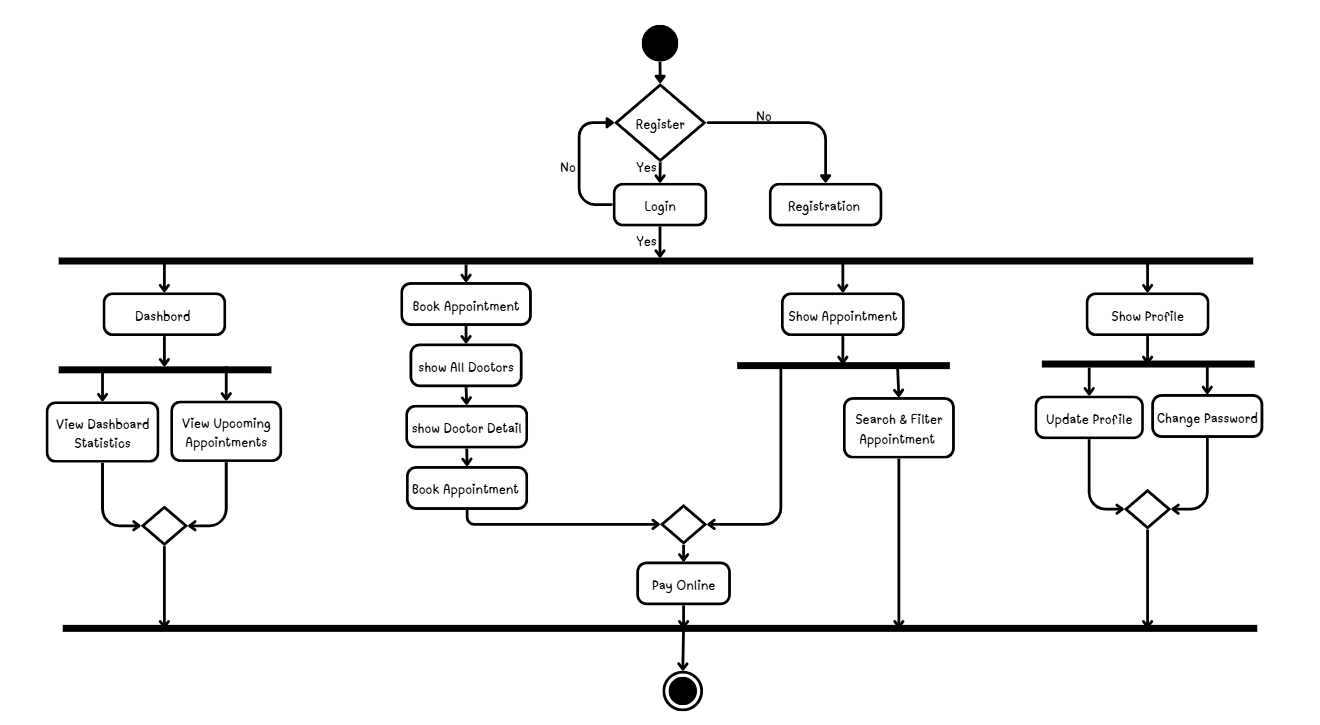 Register
No
No
Yes
Login
Registration
Yes
Dashbord
Book Appointment
Show Appointment
Show Profile
show All Doctors
View Dashboard
Statistics
View Upcoming
Appointments
show Doctor Detail
Search & Filter
Appointment
Update Profile
Change Password
Book Appointment
Pay Online